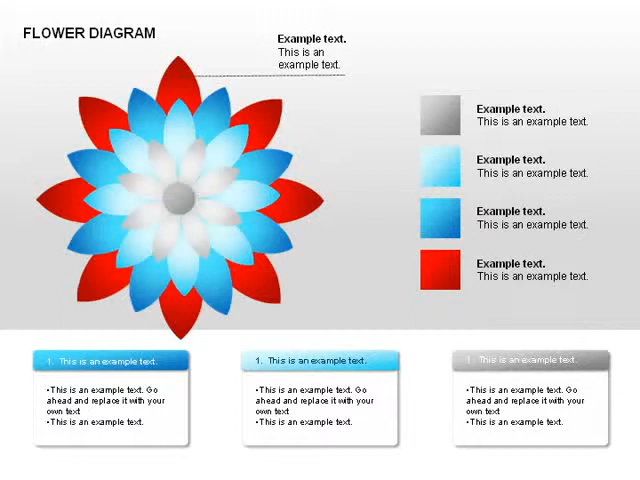 FLOWER DIAGRAM
Example text.
This is an
example text.
Example text.
This is an example text.
Example text.
This is an example text.
Example text.
This is an example text.
Example text.
This is an example text.
1. This is an example text.
•This is an example text. Go
ahead and replace it with your
own text
•This is an example text.
1. This is an example text.
•This is an example text. Go
ahead and replace it with your
own text
•This is an example text.
1. This is an example text.
•This is an example text. Go
ahead and replace it with your
own text
•This is an example text.